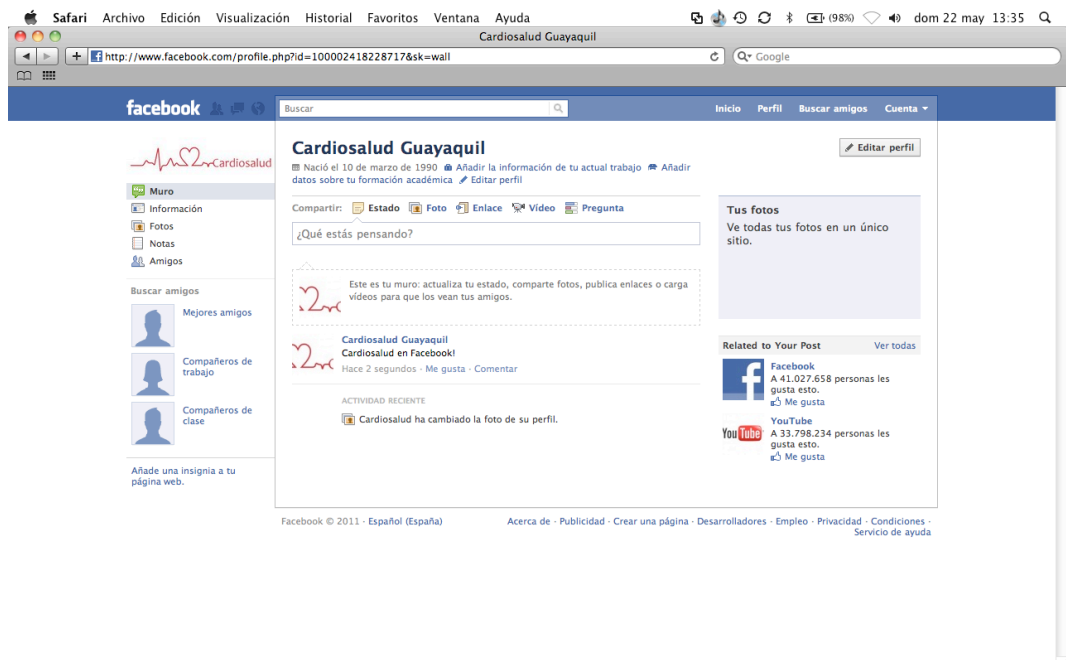 Safari Archivo Edición Visualización Historial Favoritos Ventana Ayuda (98%) dom 22 may 13:35
Cardiosalud Guayaquil
http://www.facebook.com/profile.php?id=100002418228717&sk=wall
Google
facebook
Buscar
Inicio Perfil Buscar amigos Cuenta
Cardiosalud
Muro
Información
Fotos
Notas
Amigos
Buscar amigos
Mejores amigos
Compañeros de
trabajo
Compañeros de
clase
Añade una insignia a tu
página web.
Cardiosalud Guayaquil
Editar perfil
Nació el 10 de marzo de 1990 Añadir la información de tu actual trabajo Añadir
datos sobre tu formación académica Editar perfil
Compartir: Estado Foto Enlace Vídeo Pregunta
¿Qué estás pensando?
Este es tu muro: actualiza tu estado, comparte fotos, publica enlaces o carga
vídeos para que los vean tus amigos.
Cardiosalud Guayaquil
Cardiosalud en Facebook!
Hace 2 segundos · Me gusta · Comentar
ACTIVIDAD RECIENTE
Cardiosalud ha cambiado la foto de su perfil.
Tus fotos
Ve todas tus fotos en un único
sitio.
Related to Your Post Ver todas
Facebook
A 41.027.658 personas les
gusta esto.
Me gusta
YouTube
YouTube
A 33.798.234 personas les
gusta esto.
Me gusta
Facebook © 2011 · Español (España)
Acerca de · Publicidad · Crear una página · Desarrolladores · Empleo · Privacidad · Condiciones ·
Servicio de ayuda